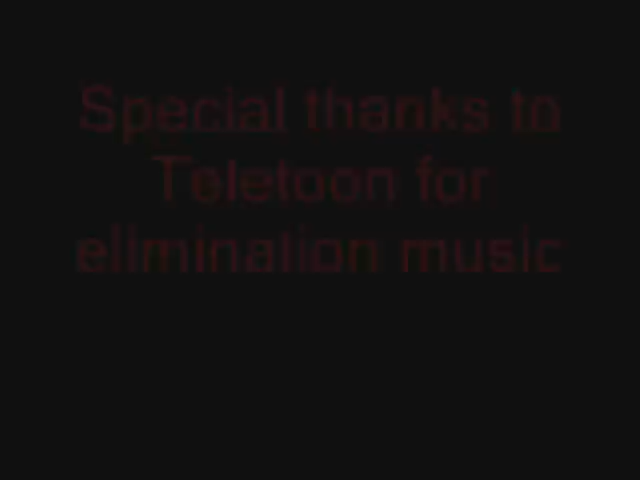 Special thanks to
Teletoon for
elimination music